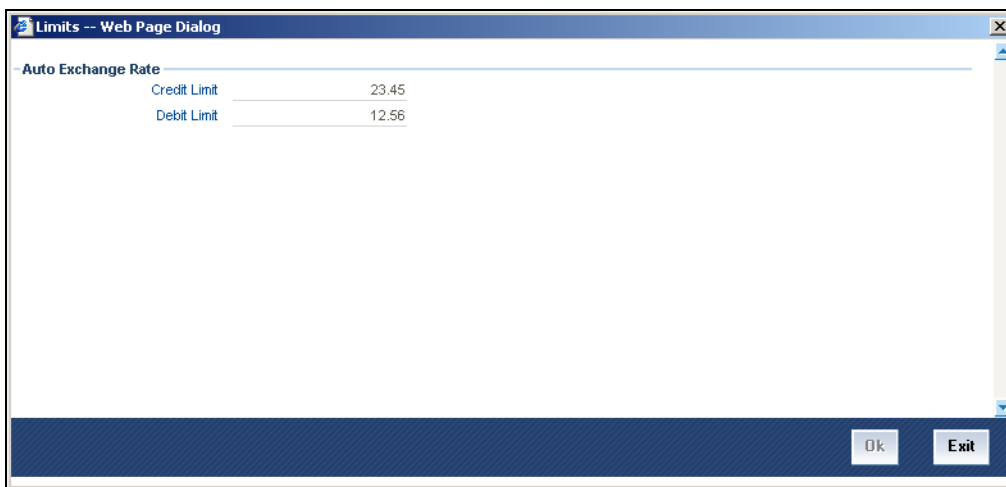 Limits -- Web Page Dialog
Auto Exchange Rate
Credit Limit 23.45
Debit Limit 12.56
Ok Exit